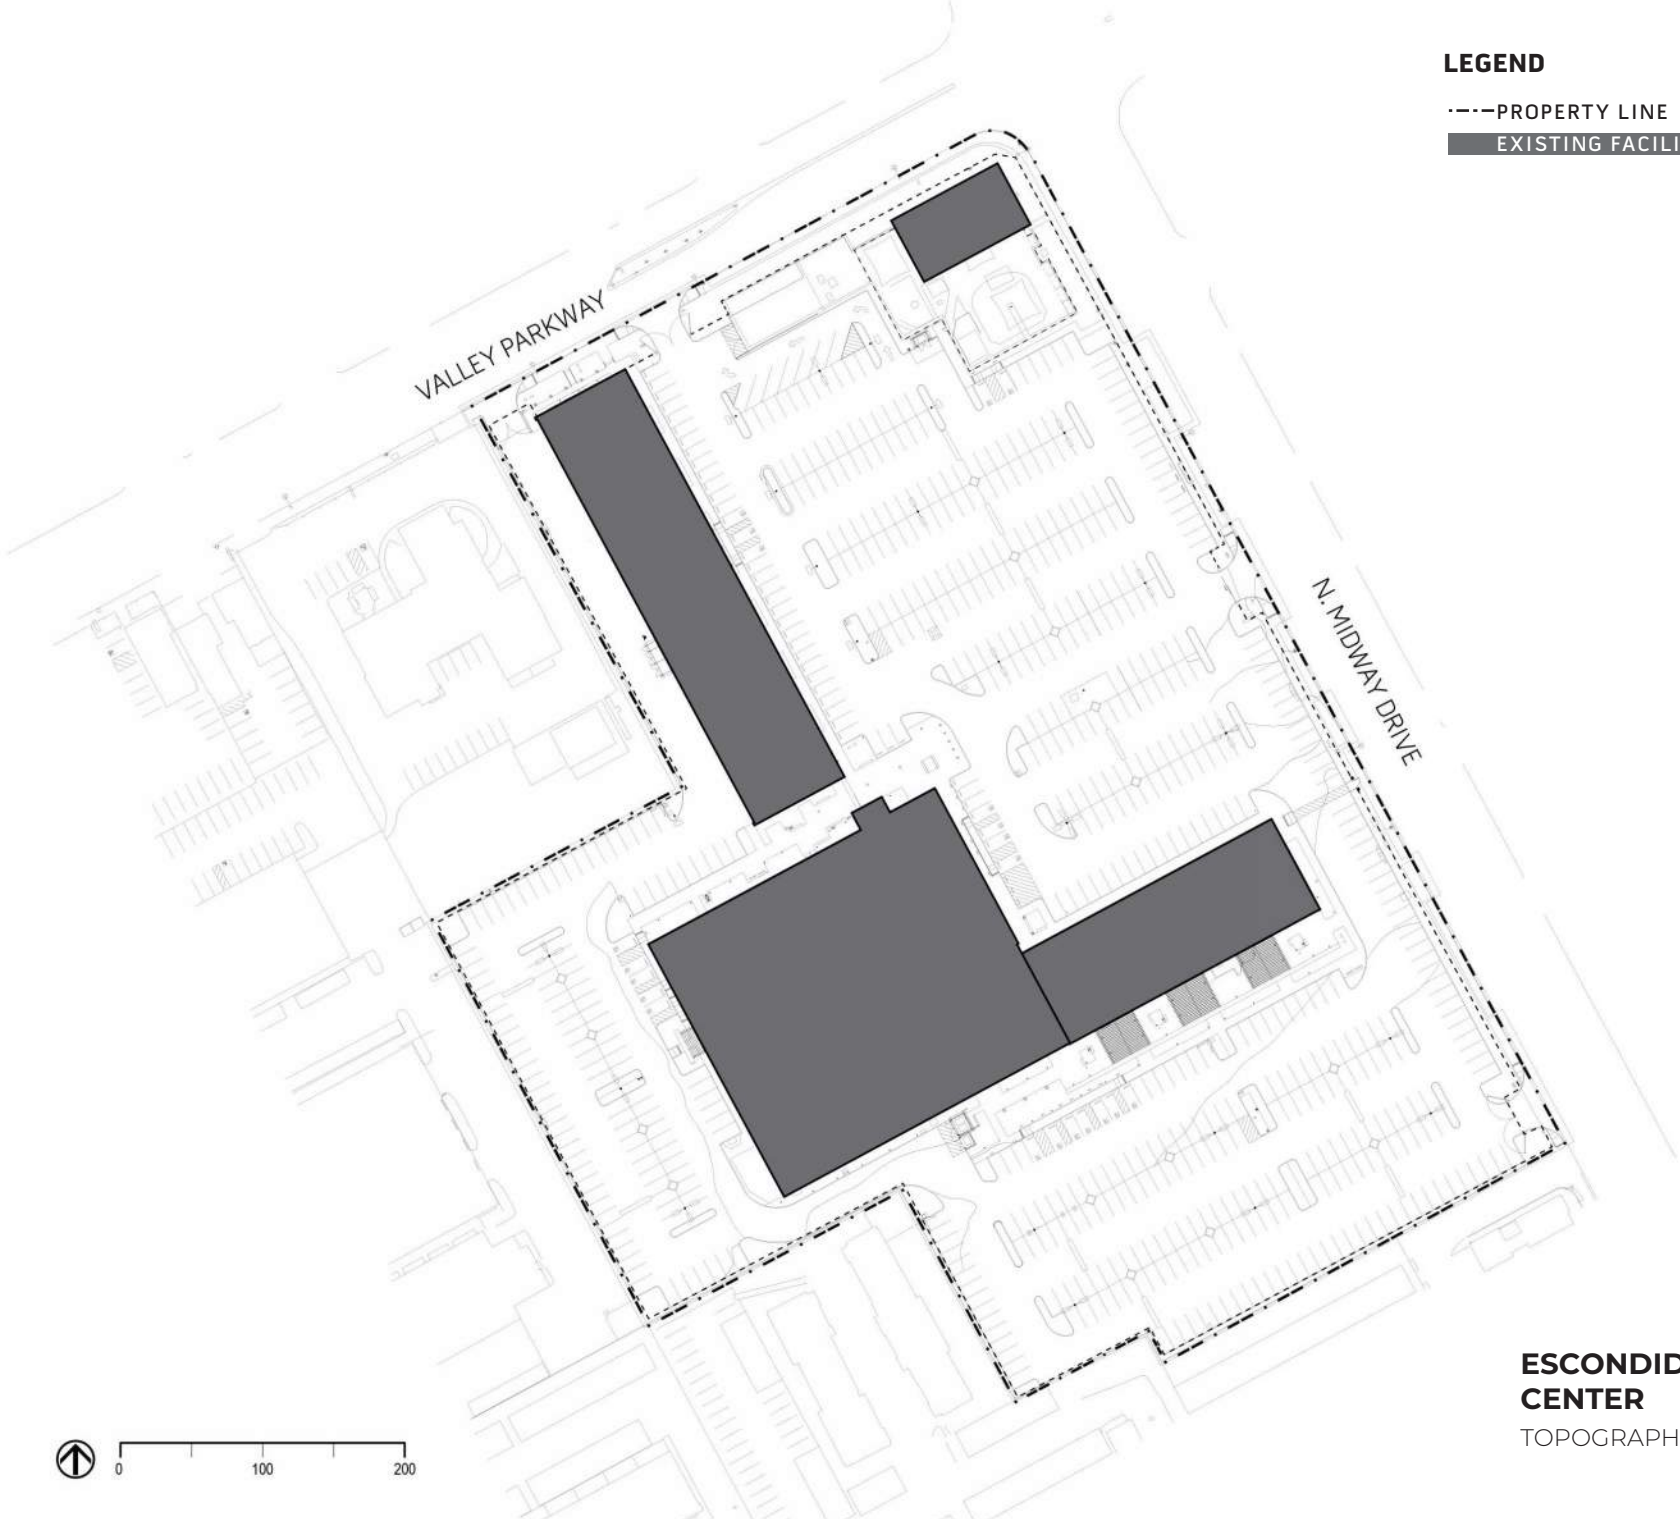 LEGEND
PROPERTY LINE
EXISTING FACILI
VALLEY PARKWAY
N. MIDWAY DRIVE
ESCONDID
CENTER
TOPOGRAPH
0 100 200